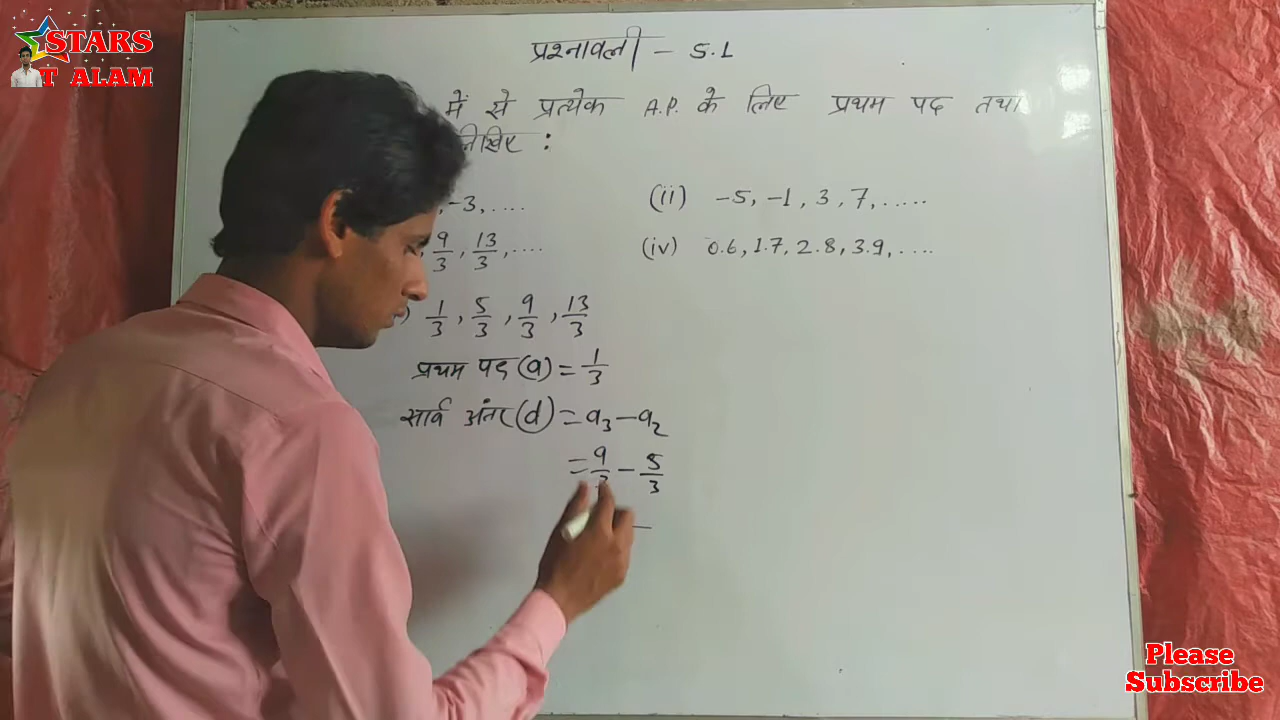 STARS
T ALAM
प्रश्नावली - 5.1
में से प्रत्येक A.P. के लिए प्रथम पद तथा
लिखिए :
, -3, ....
(ii) -5, -1, 3, 7, .....
, 9/3, 13/3, ....
(iv) 0.6, 1.7, 2.8, 3.9, ....
) 1/3, 5/3, 9/3, 13/3
प्रथम पद (a) = 1/3
सार्व अंतर (d) = a₃ - a₂
= 9/3 - 5/3
Please
Subscribe